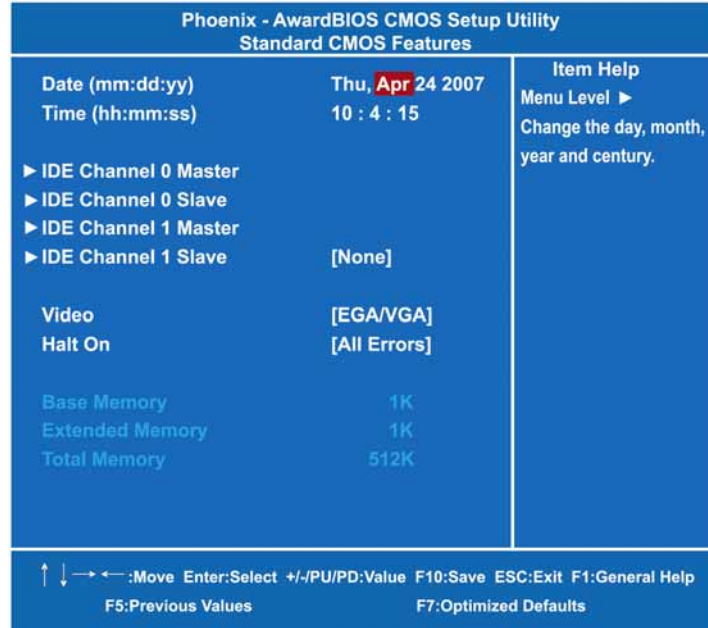 Phoenix - AwardBIOS CMOS Setup Utility
Standard CMOS Features
Date (mm:dd:yy) Thu, Apr 24 2007
Time (hh:mm:ss) 10 : 4 : 15
▶ IDE Channel 0 Master
▶ IDE Channel 0 Slave
▶ IDE Channel 1 Master
▶ IDE Channel 1 Slave [None]
Video [EGA/VGA]
Halt On [All Errors]
Base Memory 1K
Extended Memory 1K
Total Memory 512K
Item Help
Menu Level ▶
Change the day, month,
year and century.
↑ ↓ → ← :Move Enter:Select +/-/PU/PD:Value F10:Save ESC:Exit F1:General Help
F5:Previous Values F7:Optimized Defaults